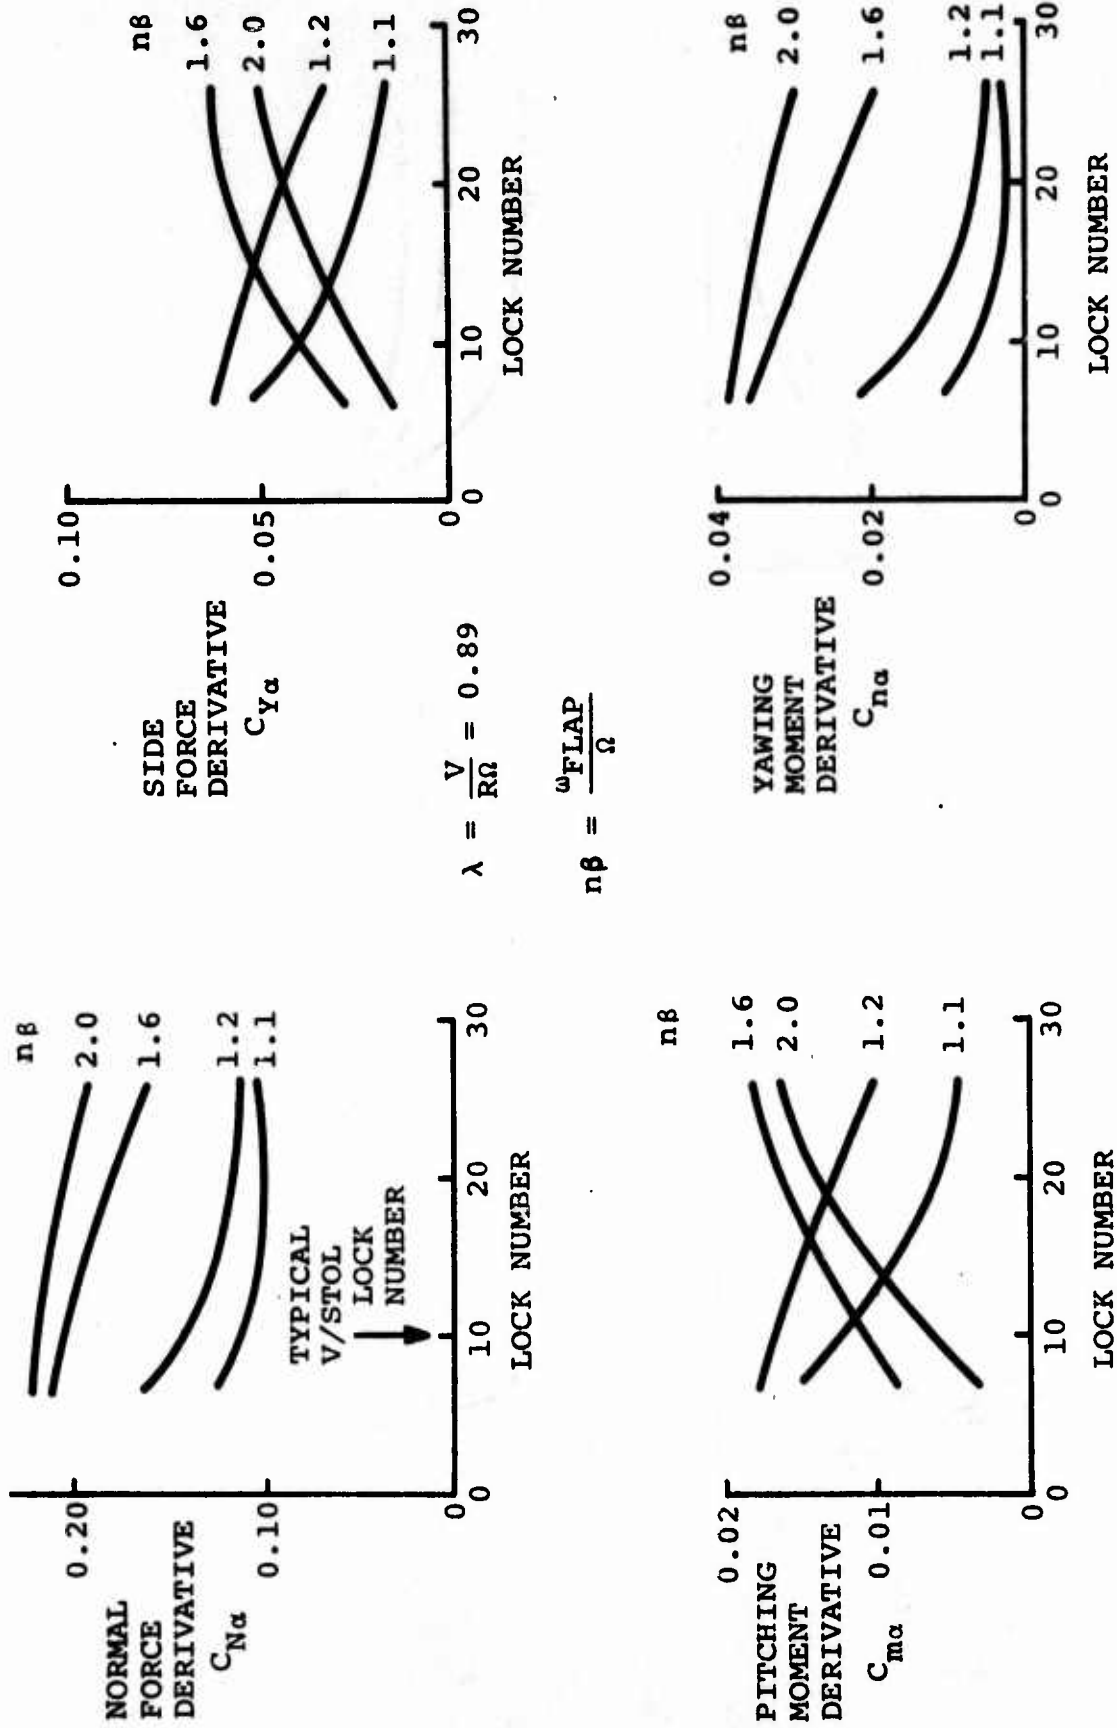 NORMAL
FORCE
DERIVATIVE
C_Nα
0.20
0.10
0
nβ
2.0
1.6
1.2
1.1
TYPICAL
V/STOL
LOCK
NUMBER
0
10
20
30
LOCK NUMBER
SIDE
FORCE
DERIVATIVE
C_Yα
0.10
0.05
0
nβ
1.6
2.0
1.2
1.1
0
10
20
30
LOCK NUMBER
λ = V/RΩ = 0.89
nβ = ωFLAP/Ω
PITCHING
MOMENT
DERIVATIVE
C_mα
0.02
0.01
0
nβ
1.6
2.0
1.2
1.1
0
10
20
30
LOCK NUMBER
YAWING
MOMENT
DERIVATIVE
C_nα
0.04
0.02
0
nβ
2.0
1.6
1.2
1.1
0
10
20
30
LOCK NUMBER